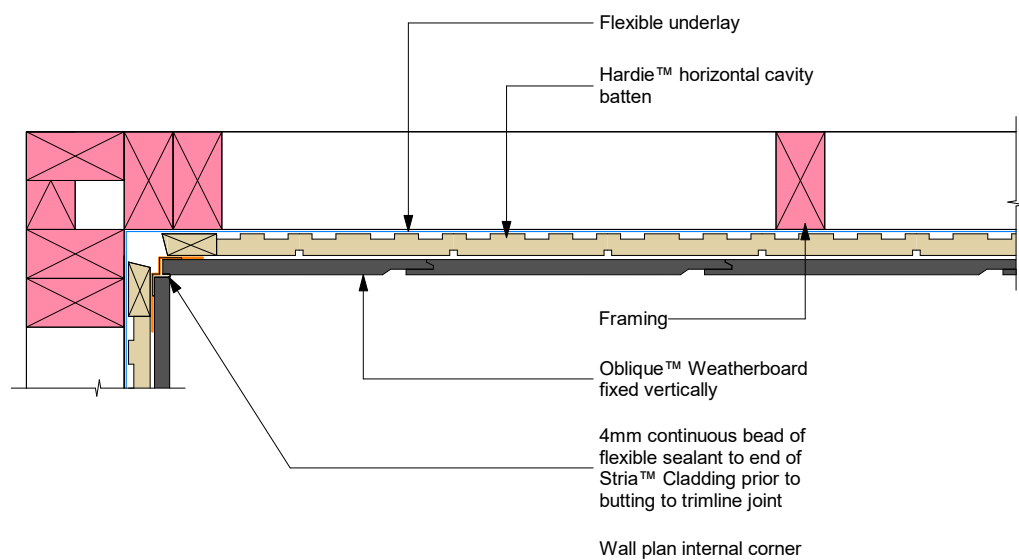 Flexible underlay
Hardie™ horizontal cavity
batten
Framing
Oblique™ Weatherboard
fixed vertically
4mm continuous bead of
flexible sealant to end of
Stria™ Cladding prior to
butting to trimline joint
Wall plan internal corner